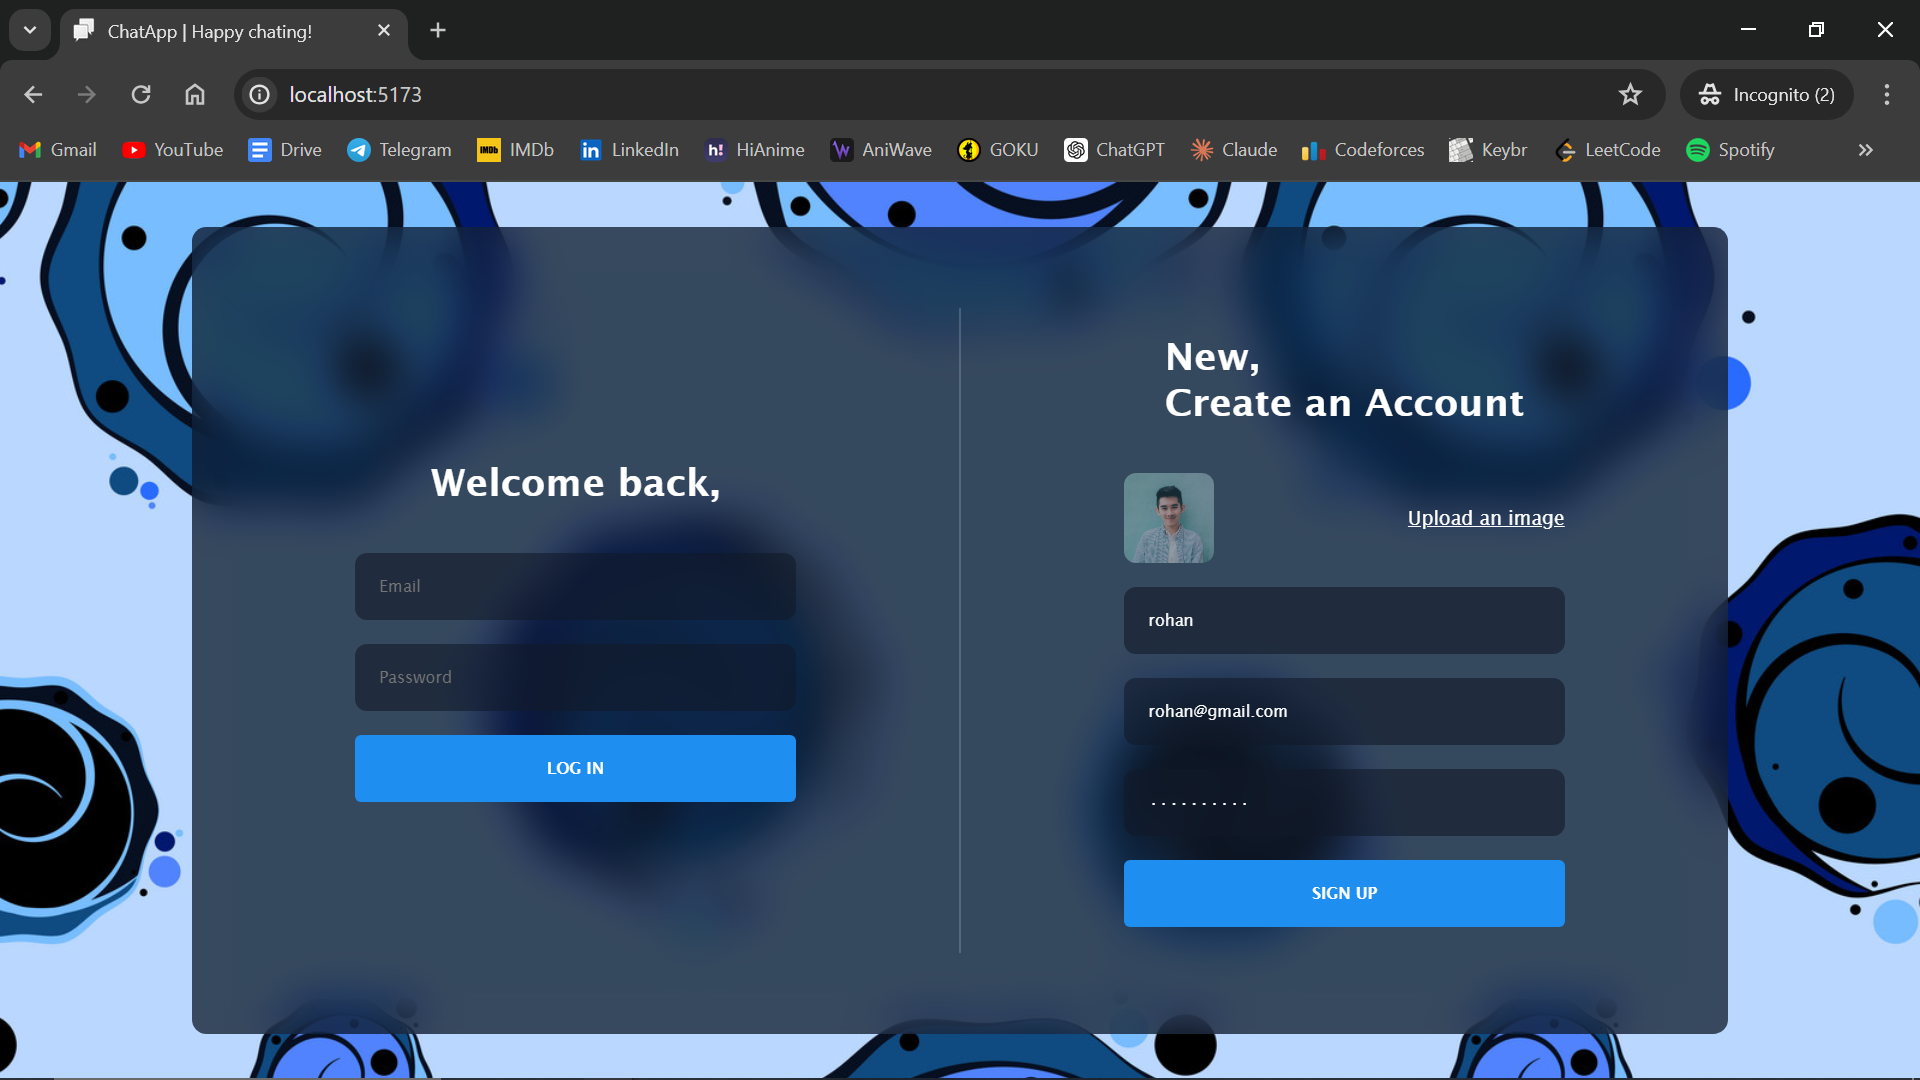 ChatApp | Happy chating!
localhost:5173
Incognito (2)
Gmail YouTube Drive Telegram IMDb LinkedIn HiAnime AniWave GOKU ChatGPT Claude Codeforces Keybr LeetCode Spotify
Welcome back,
Email
Password
LOG IN
New,
Create an Account
Upload an image
rohan
rohan@gmail.com
SIGN UP